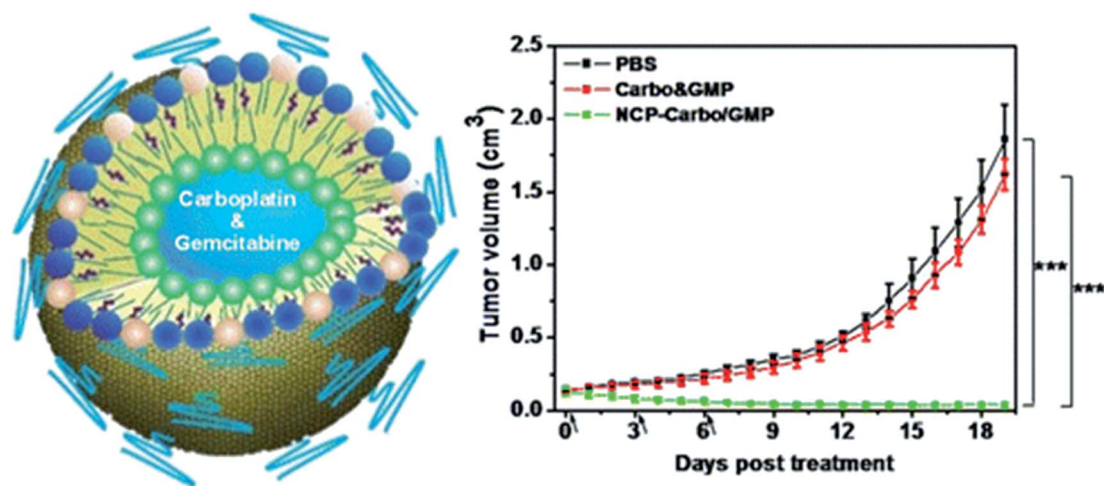 Carboplatin
&
Gemcitabine
Tumor volume (cm³)
2.5
2.0
1.5
1.0
0.5
0.0
PBS
Carbo&GMP
NCP-Carbo/GMP
***
***
0 3 6 9 12 15 18
Days post treatment